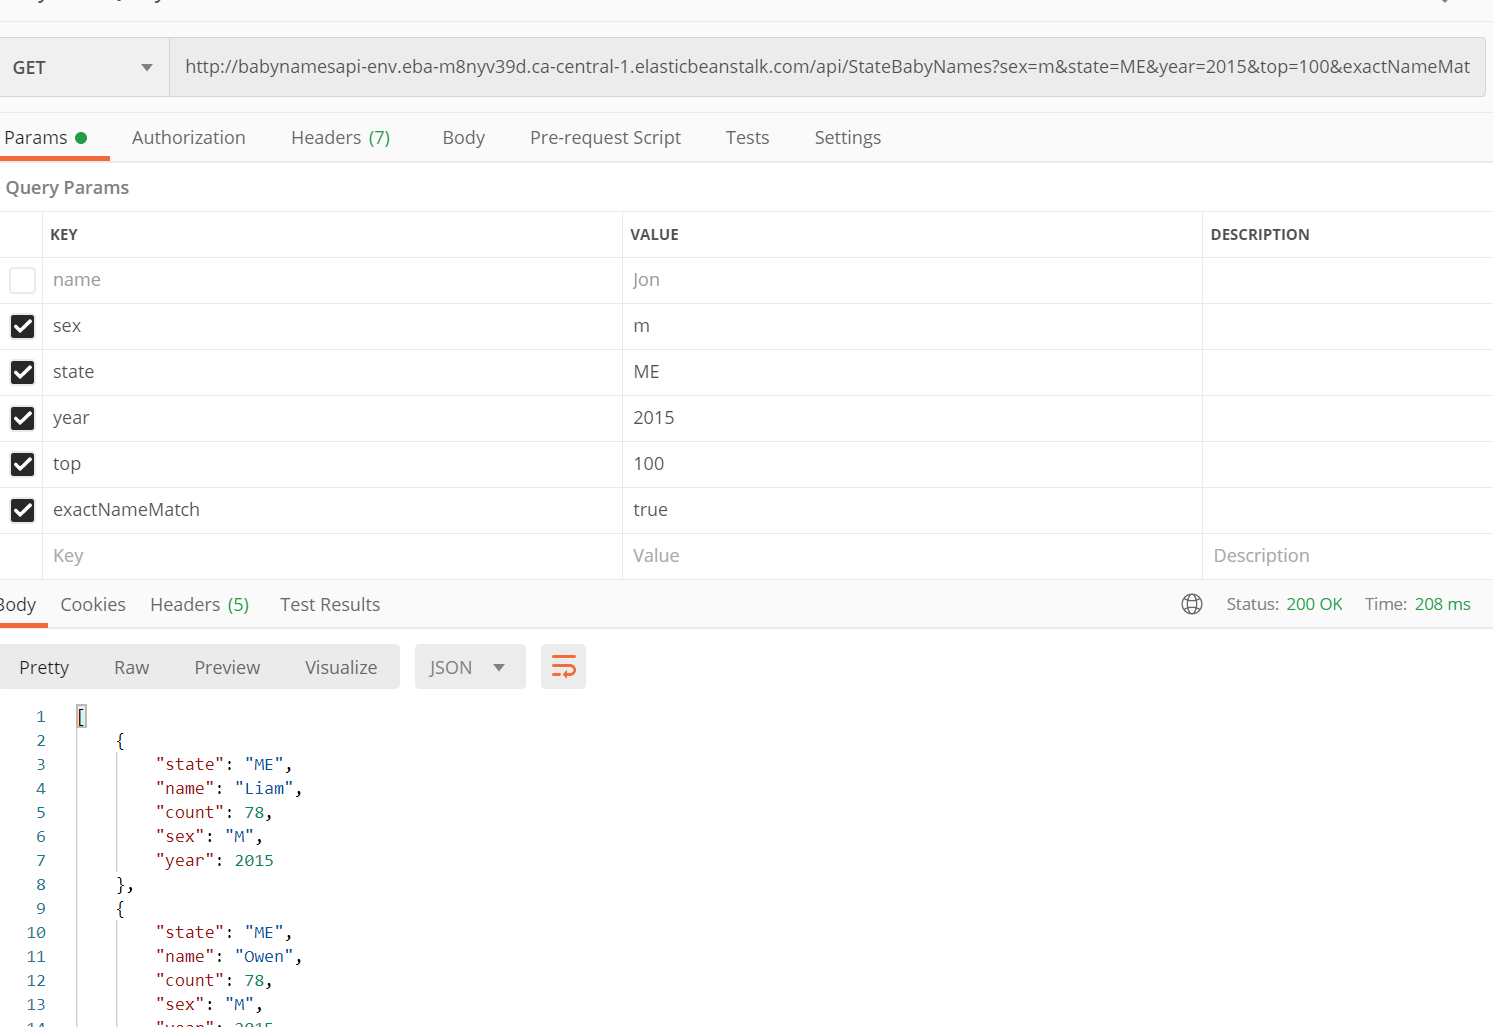 GET http://babynamesapi-env.eba-m8nyv39d.ca-central-1.elasticbeanstalk.com/api/StateBabyNames?sex=m&state=ME&year=2015&top=100&exactNameMat
Params Authorization Headers (7) Body Pre-request Script Tests Settings
Query Params
KEY VALUE DESCRIPTION
name Jon
sex m
state ME
year 2015
top 100
exactNameMatch true
Key Value Description
Body Cookies Headers (5) Test Results Status: 200 OK Time: 208 ms
Pretty Raw Preview Visualize JSON
1 [
2 {
3 "state": "ME",
4 "name": "Liam",
5 "count": 78,
6 "sex": "M",
7 "year": 2015
8 },
9 {
10 "state": "ME",
11 "name": "Owen",
12 "count": 78,
13 "sex": "M",
14 "year": 2015